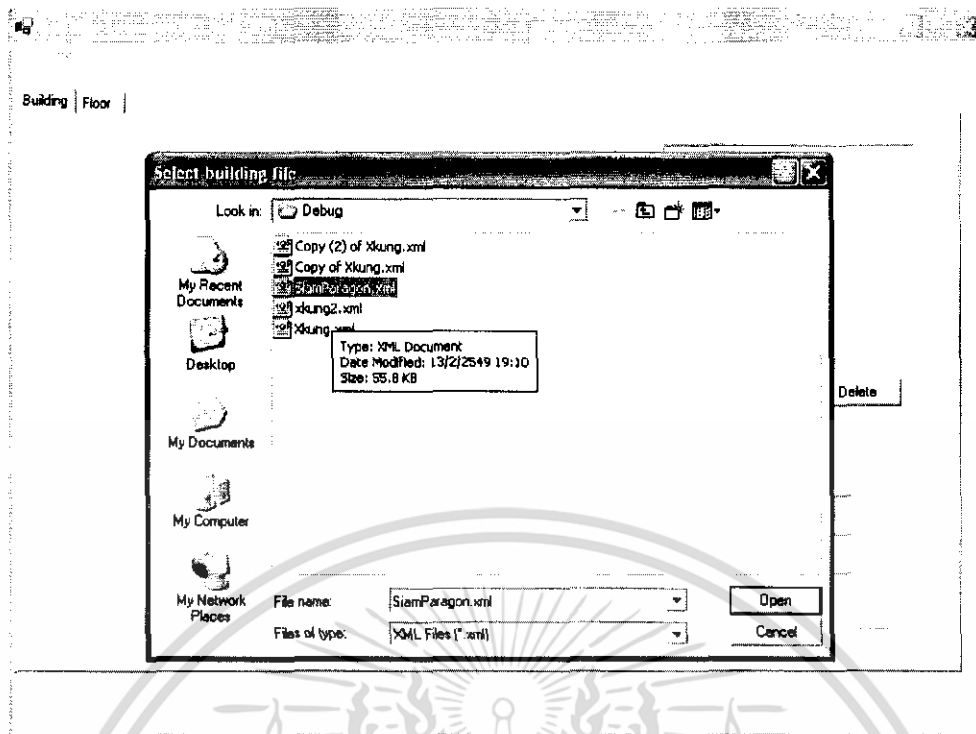 Building Floor
Select building file
Look in: Debug
Copy (2) of Xkung.xml
Copy of Xkung.xml
SiamParagon.xml
xkung2.xml
Xkung.xml
Type: XML Document
Date Modified: 13/2/2549 19:10
Size: 55.8 KB
My Recent
Documents
Desktop
My Documents
My Computer
My Network
Places
Delete
File name: SiamParagon.xml
Open
Files of type: XML Files (*.xml)
Cancel